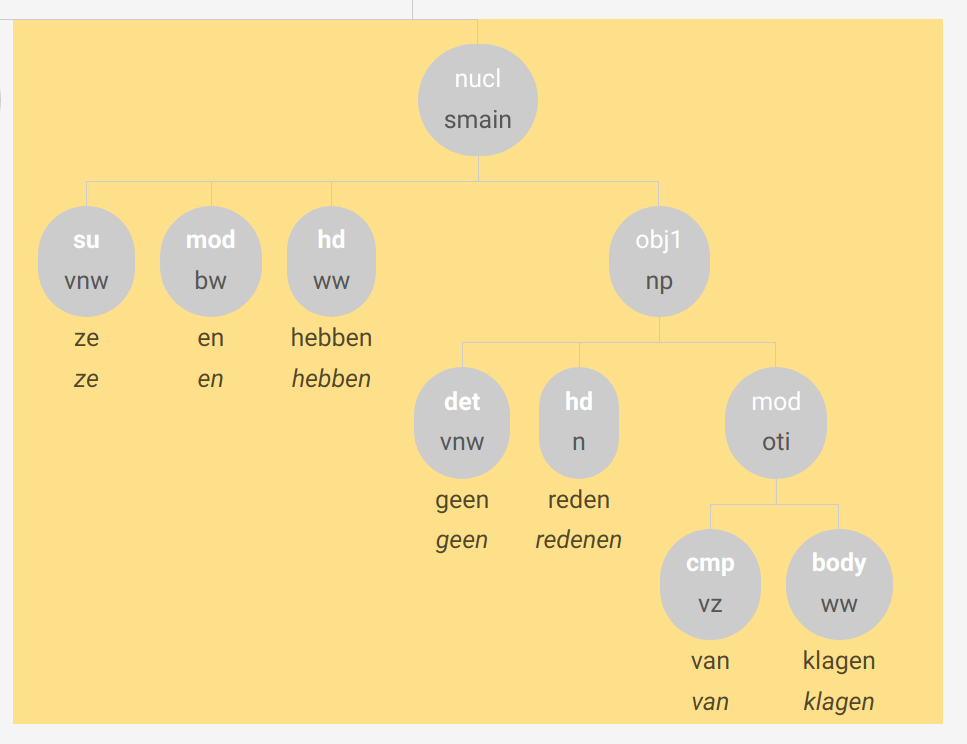 nucl
smain
su mod hd obj1
vnw bw ww np
ze en hebben
ze en hebben
det hd mod
vnw n oti
geen reden
geen redenen
cmp body
vz ww
van klagen
van klagen